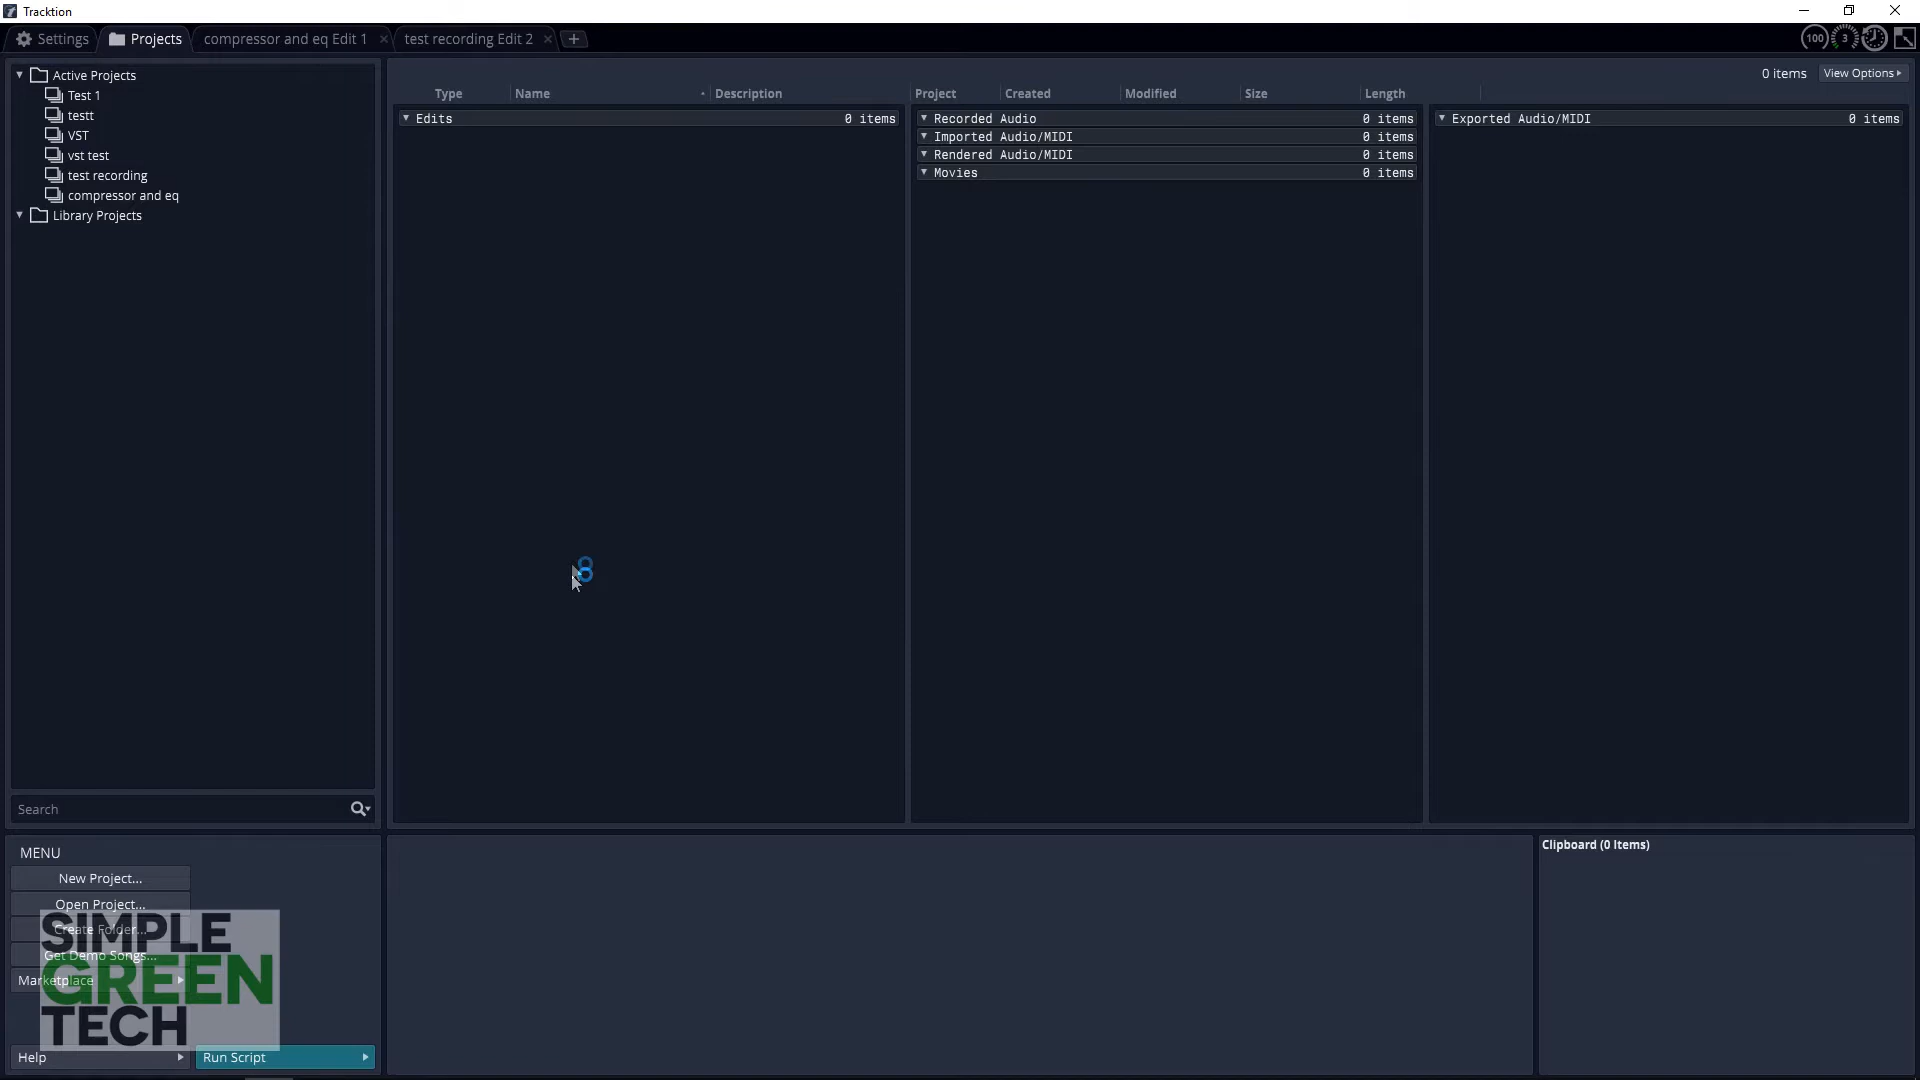 Tracktion
Settings
Projects
compressor and eq Edit 1
test recording Edit 2
100
3
Active Projects
Test 1
testt
VST
vst test
test recording
compressor and eq
Library Projects
0 items
View Options
Type
Name
Description
Project
Created
Modified
Size
Length
Edits
0 items
Recorded Audio
0 items
Imported Audio/MIDI
0 items
Rendered Audio/MIDI
0 items
Movies
0 items
Exported Audio/MIDI
0 items
Search
MENU
New Project...
Open Project...
Create Folder...
Get Demo Songs...
Marketplace
SIMPLE
GREEN
TECH
Help
Run Script
Clipboard (0 Items)